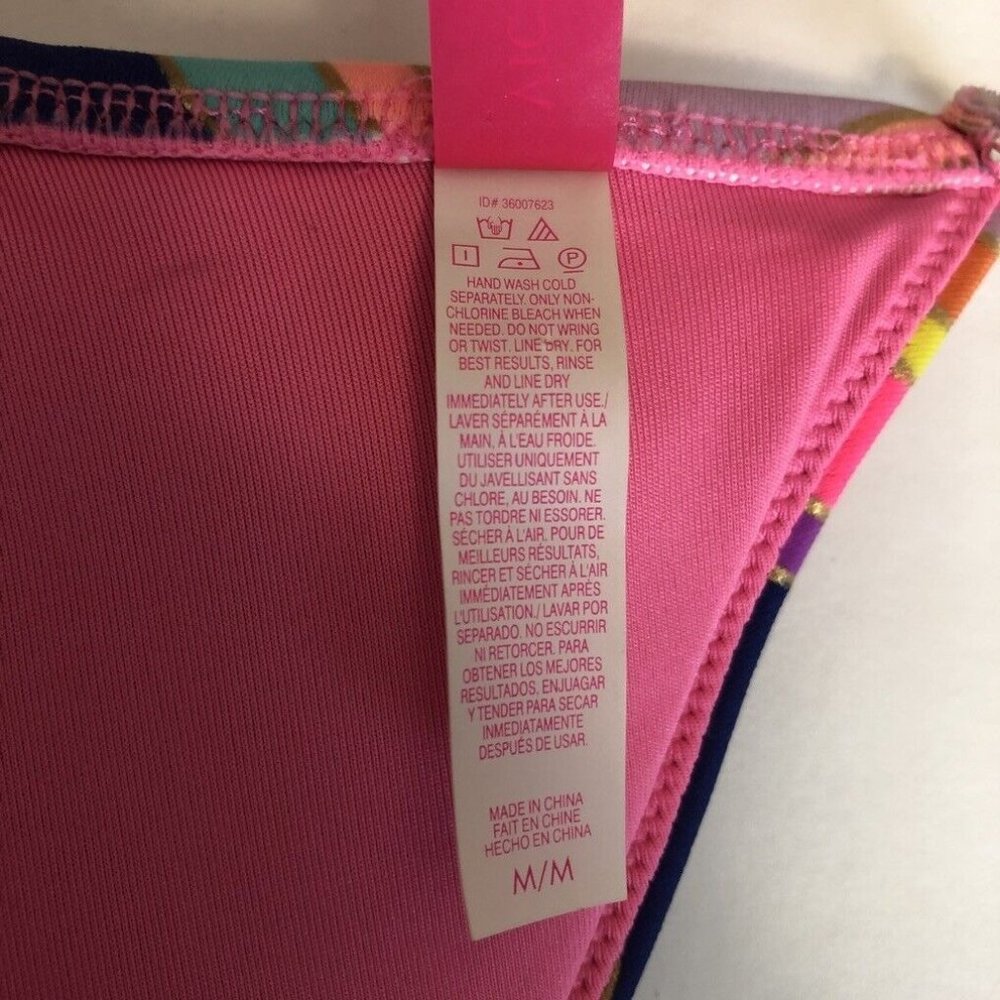 ID# 36007623
P
HAND WASH COLD
SEPARATELY. ONLY NON-
CHLORINE BLEACH WHEN
NEEDED. DO NOT WRING
OR TWIST. LINE DRY. FOR
BEST RESULTS, RINSE
AND LINE DRY
IMMEDIATELY AFTER USE./
LAVER SÉPARÉMENT À LA
MAIN, À L'EAU FROIDE.
UTILISER UNIQUEMENT
DU JAVELLISANT SANS
CHLORE, AU BESOIN. NE
PAS TORDRE NI ESSORER.
SÉCHER À L'AIR. POUR DE
MEILLEURS RÉSULTATS,
RINCER ET SÉCHER À L'AIR
IMMÉDIATEMENT APRÈS
L'UTILISATION./ LAVAR POR
SEPARADO. NO ESCURRIR
NI RETORCER. PARA
OBTENER LOS MEJORES
RESULTADOS, ENJUAGAR
Y TENDER PARA SECAR
INMEDIATAMENTE
DESPUÉS DE USAR.
MADE IN CHINA
FAIT EN CHINE
HECHO EN CHINA
M/M